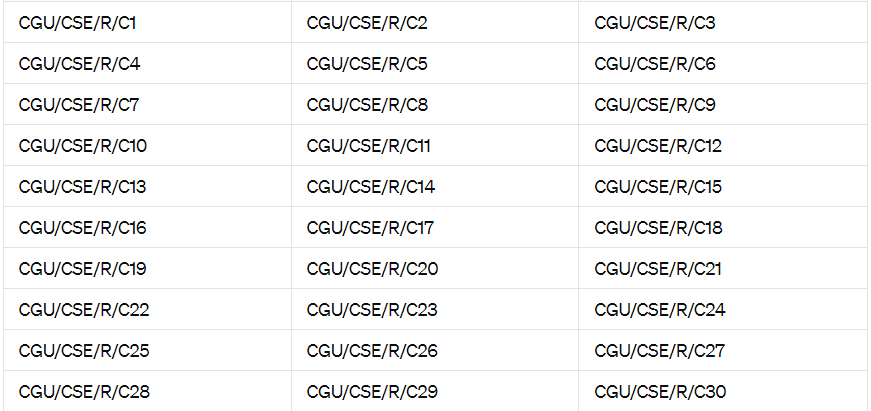 CGU/CSE/R/C1 CGU/CSE/R/C2 CGU/CSE/R/C3
CGU/CSE/R/C4 CGU/CSE/R/C5 CGU/CSE/R/C6
CGU/CSE/R/C7 CGU/CSE/R/C8 CGU/CSE/R/C9
CGU/CSE/R/C10 CGU/CSE/R/C11 CGU/CSE/R/C12
CGU/CSE/R/C13 CGU/CSE/R/C14 CGU/CSE/R/C15
CGU/CSE/R/C16 CGU/CSE/R/C17 CGU/CSE/R/C18
CGU/CSE/R/C19 CGU/CSE/R/C20 CGU/CSE/R/C21
CGU/CSE/R/C22 CGU/CSE/R/C23 CGU/CSE/R/C24
CGU/CSE/R/C25 CGU/CSE/R/C26 CGU/CSE/R/C27
CGU/CSE/R/C28 CGU/CSE/R/C29 CGU/CSE/R/C30